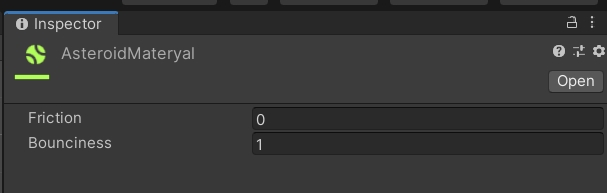 Inspector
AsteroidMateryal
Open
Friction 0
Bounciness 1